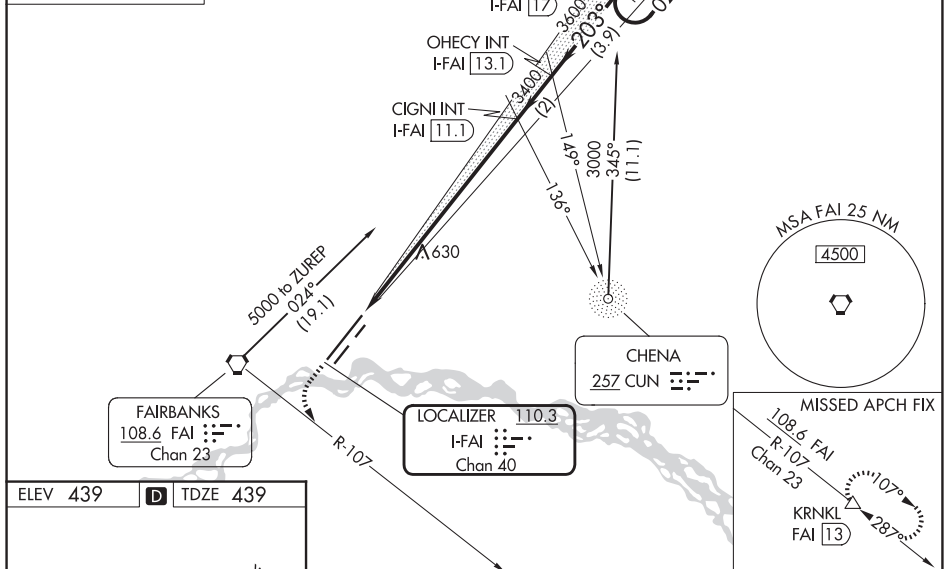 I-FAI 17
3600
203°
(3.9)
OHECY INT
I-FAI 13.1
3400
(2)
CIGNI INT
I-FAI 11.1
149°
136°
3000
345°
(11.1)
630
MSA FAI 25 NM
4500
5000 to ZUREP
024°
(19.1)
CHENA
257 CUN
FAIRBANKS
108.6 FAI
Chan 23
LOCALIZER 110.3
I-FAI
Chan 40
R-107
MISSED APCH FIX
108.6 FAI
R-107
Chan 23
KRNKL
FAI 13
107°
287°
ELEV 439 D TDZE 439